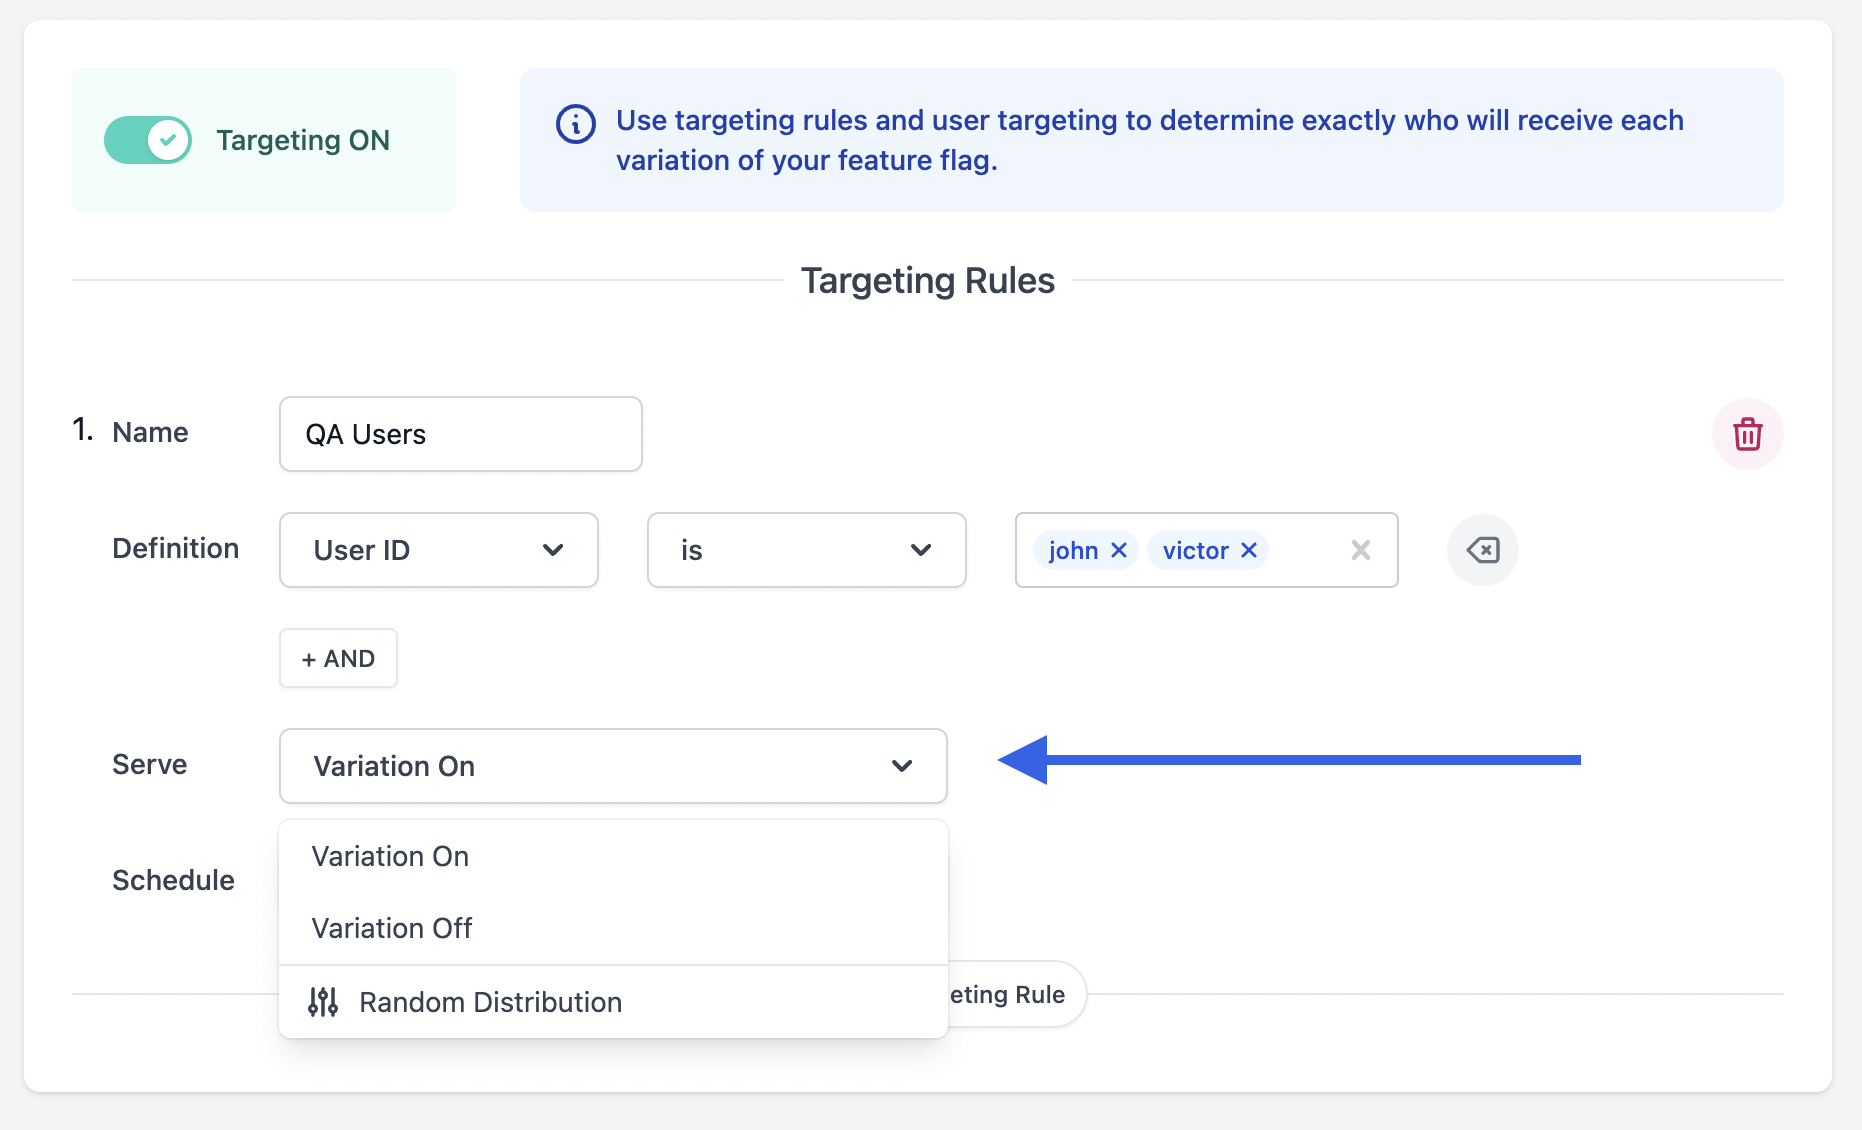 Targeting ON
Use targeting rules and user targeting to determine exactly who will receive each
variation of your feature flag.
Targeting Rules
1. Name QA Users
Definition User ID is john victor
+ AND
Serve Variation On
Variation On
Schedule
Variation Off
Random Distribution
eting Rule